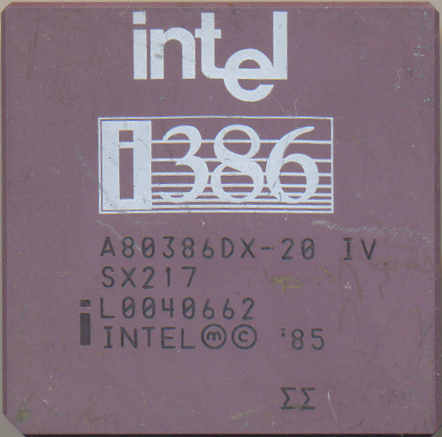 intel
i386
A80386DX-20 IV
SX217
L0040662
INTEL ⓜ © '85
ΣΣ